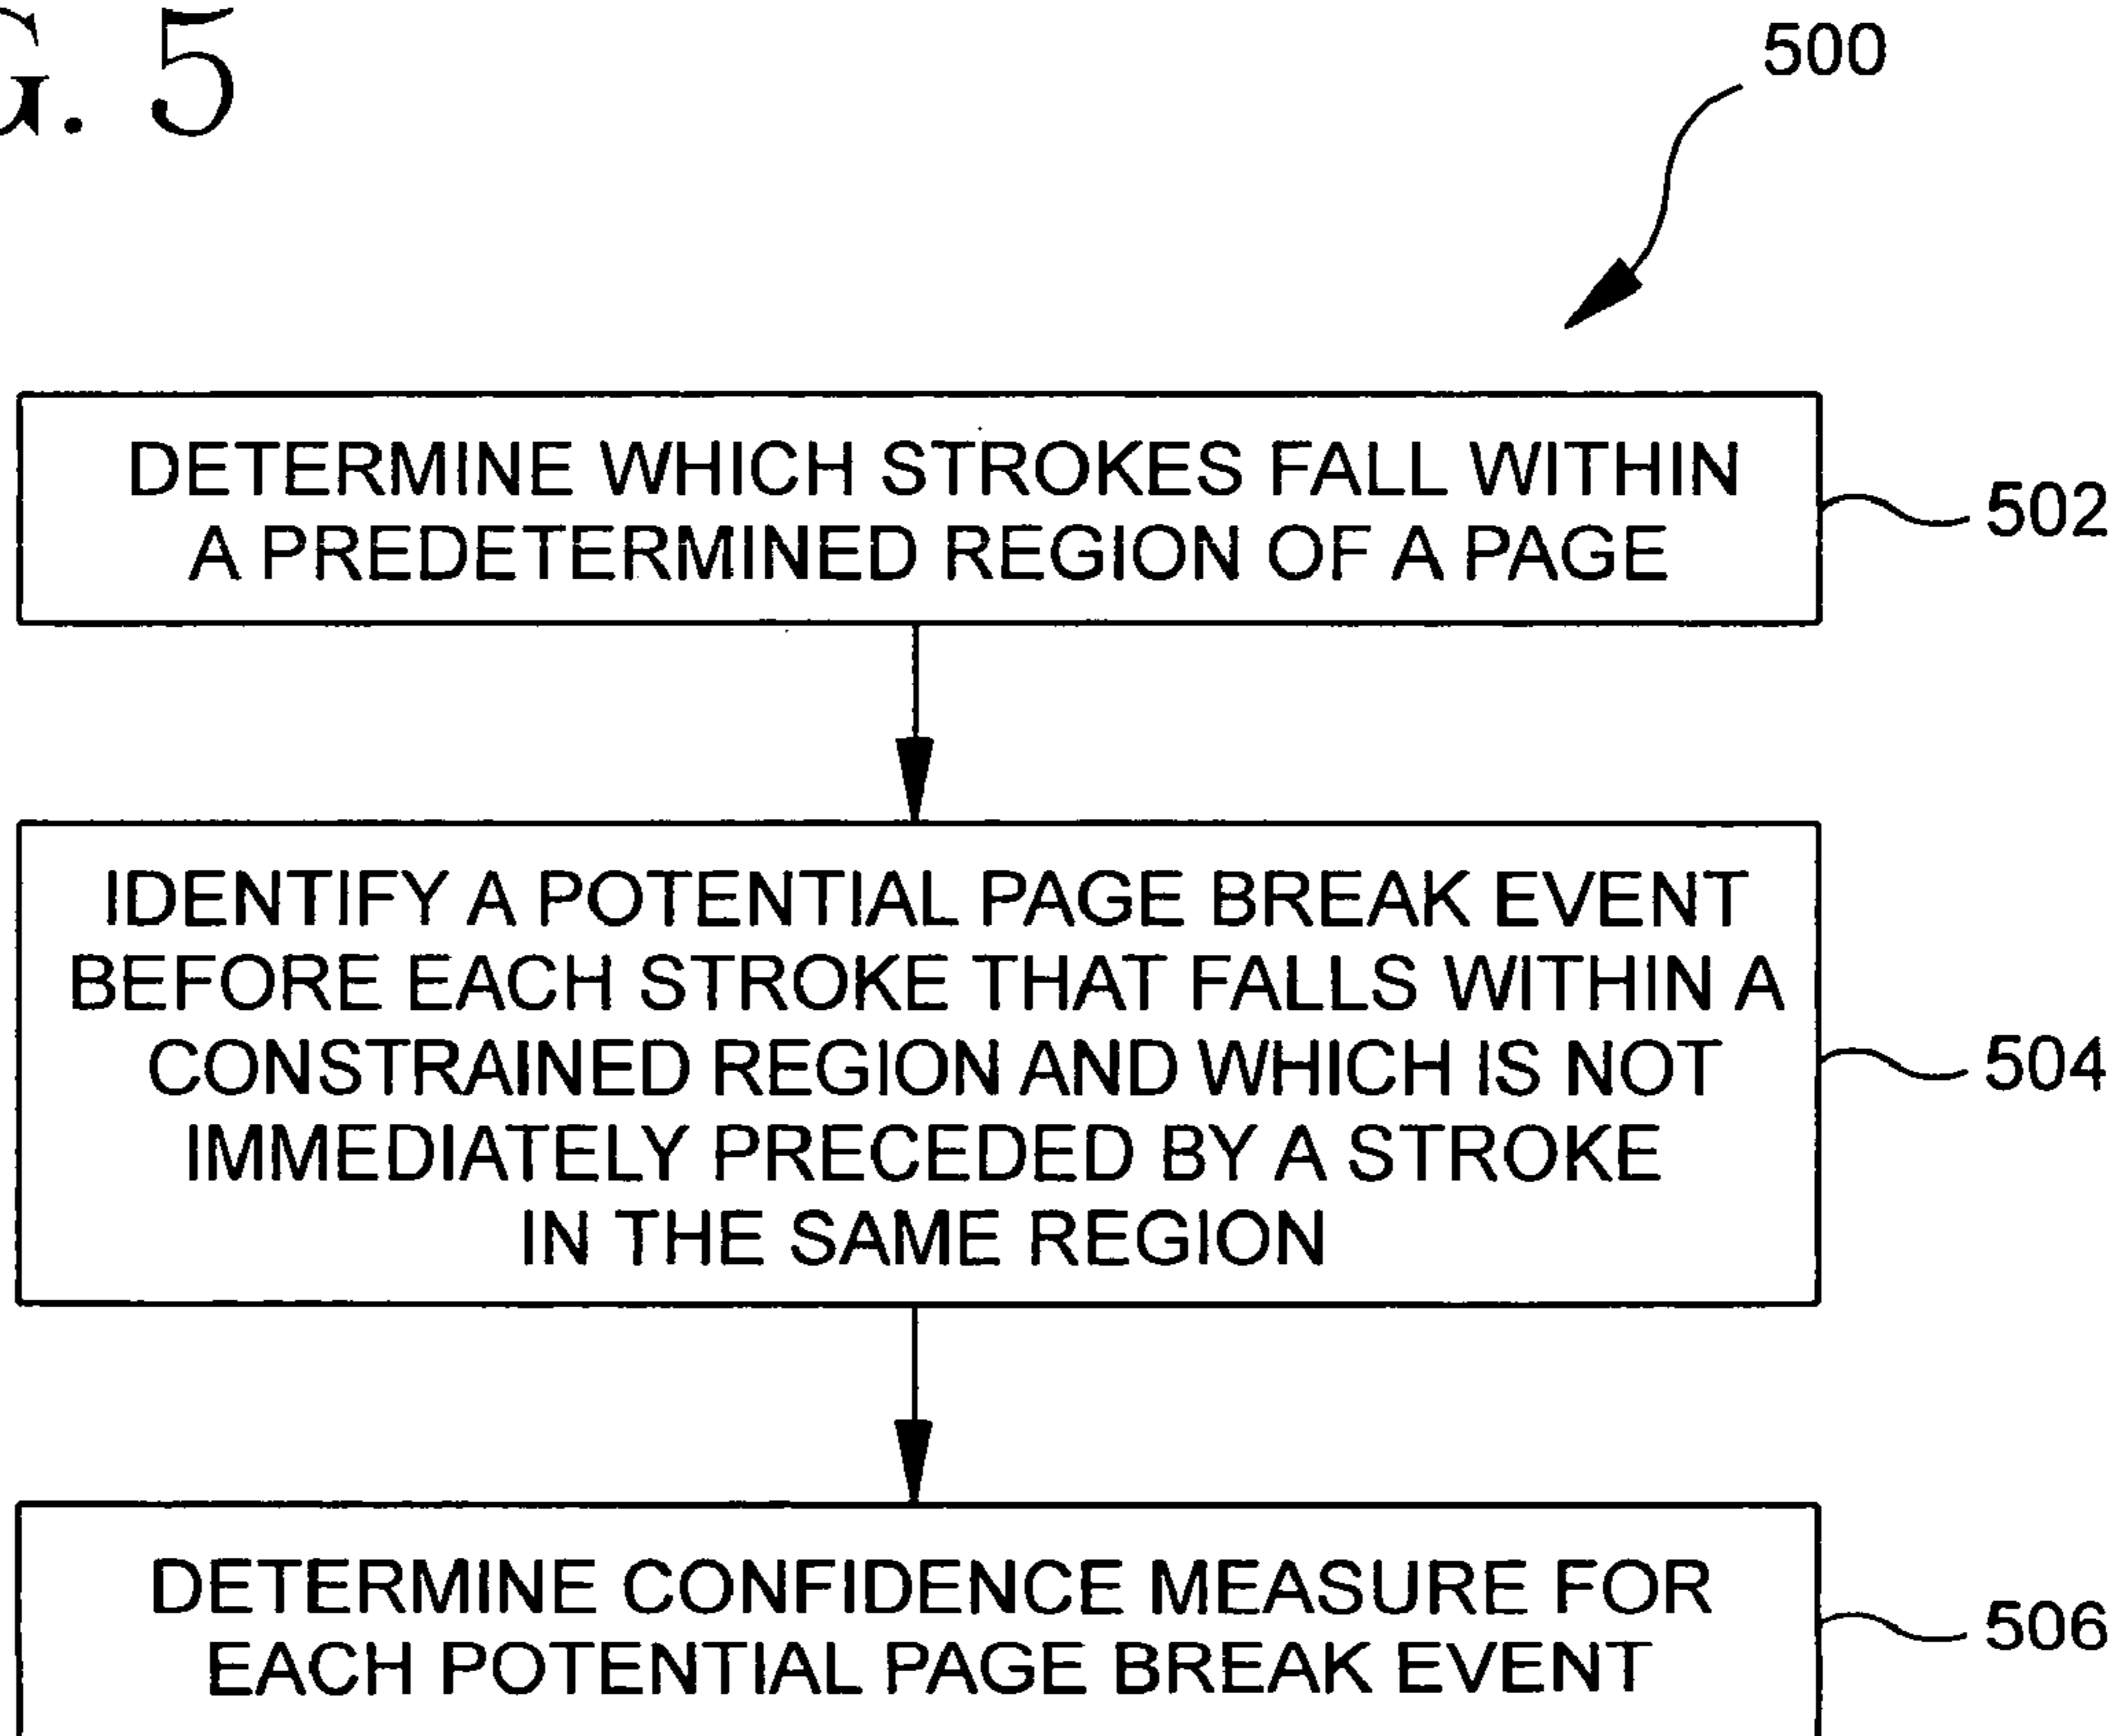 G. 5
500
DETERMINE WHICH STROKES FALL WITHIN
A PREDETERMINED REGION OF A PAGE
502
IDENTIFY A POTENTIAL PAGE BREAK EVENT
BEFORE EACH STROKE THAT FALLS WITHIN A
CONSTRAINED REGION AND WHICH IS NOT
IMMEDIATELY PRECEDED BY A STROKE
IN THE SAME REGION
504
DETERMINE CONFIDENCE MEASURE FOR
EACH POTENTIAL PAGE BREAK EVENT
506